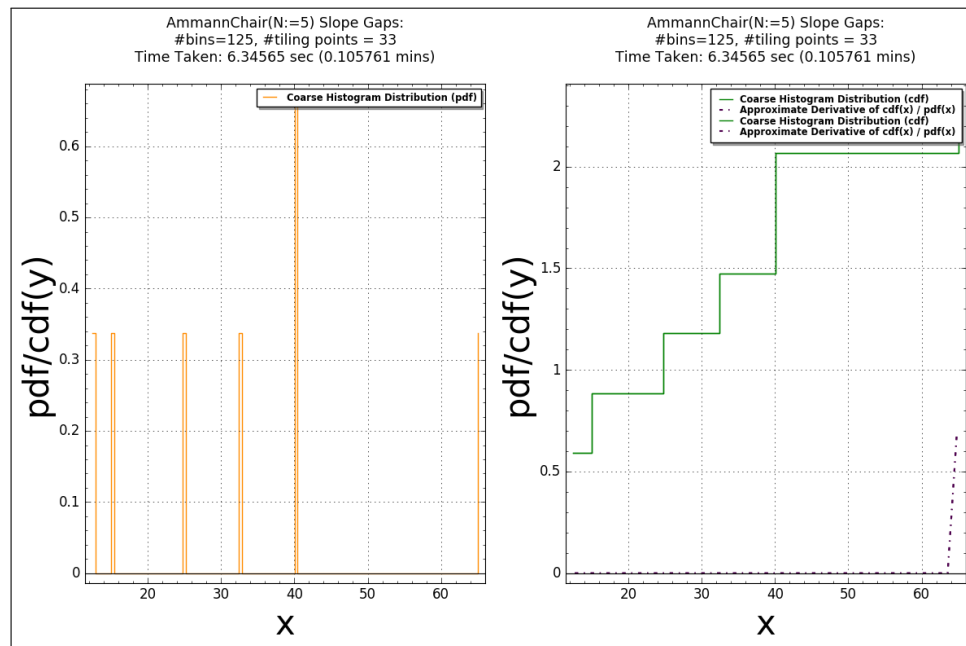 AmmannChair(N:=5) Slope Gaps:
#bins=125, #tiling points = 33
Time Taken: 6.34565 sec (0.105761 mins)
Coarse Histogram Distribution (pdf)
pdf/cdf(y)
0.6
0.5
0.4
0.3
0.2
0.1
0
20
30
40
50
60
x
AmmannChair(N:=5) Slope Gaps:
#bins=125, #tiling points = 33
Time Taken: 6.34565 sec (0.105761 mins)
Coarse Histogram Distribution (cdf)
Approximate Derivative of cdf(x) / pdf(x)
Coarse Histogram Distribution (cdf)
Approximate Derivative of cdf(x) / pdf(x)
pdf/cdf(y)
2
1.5
1
0.5
0
20
30
40
50
60
x